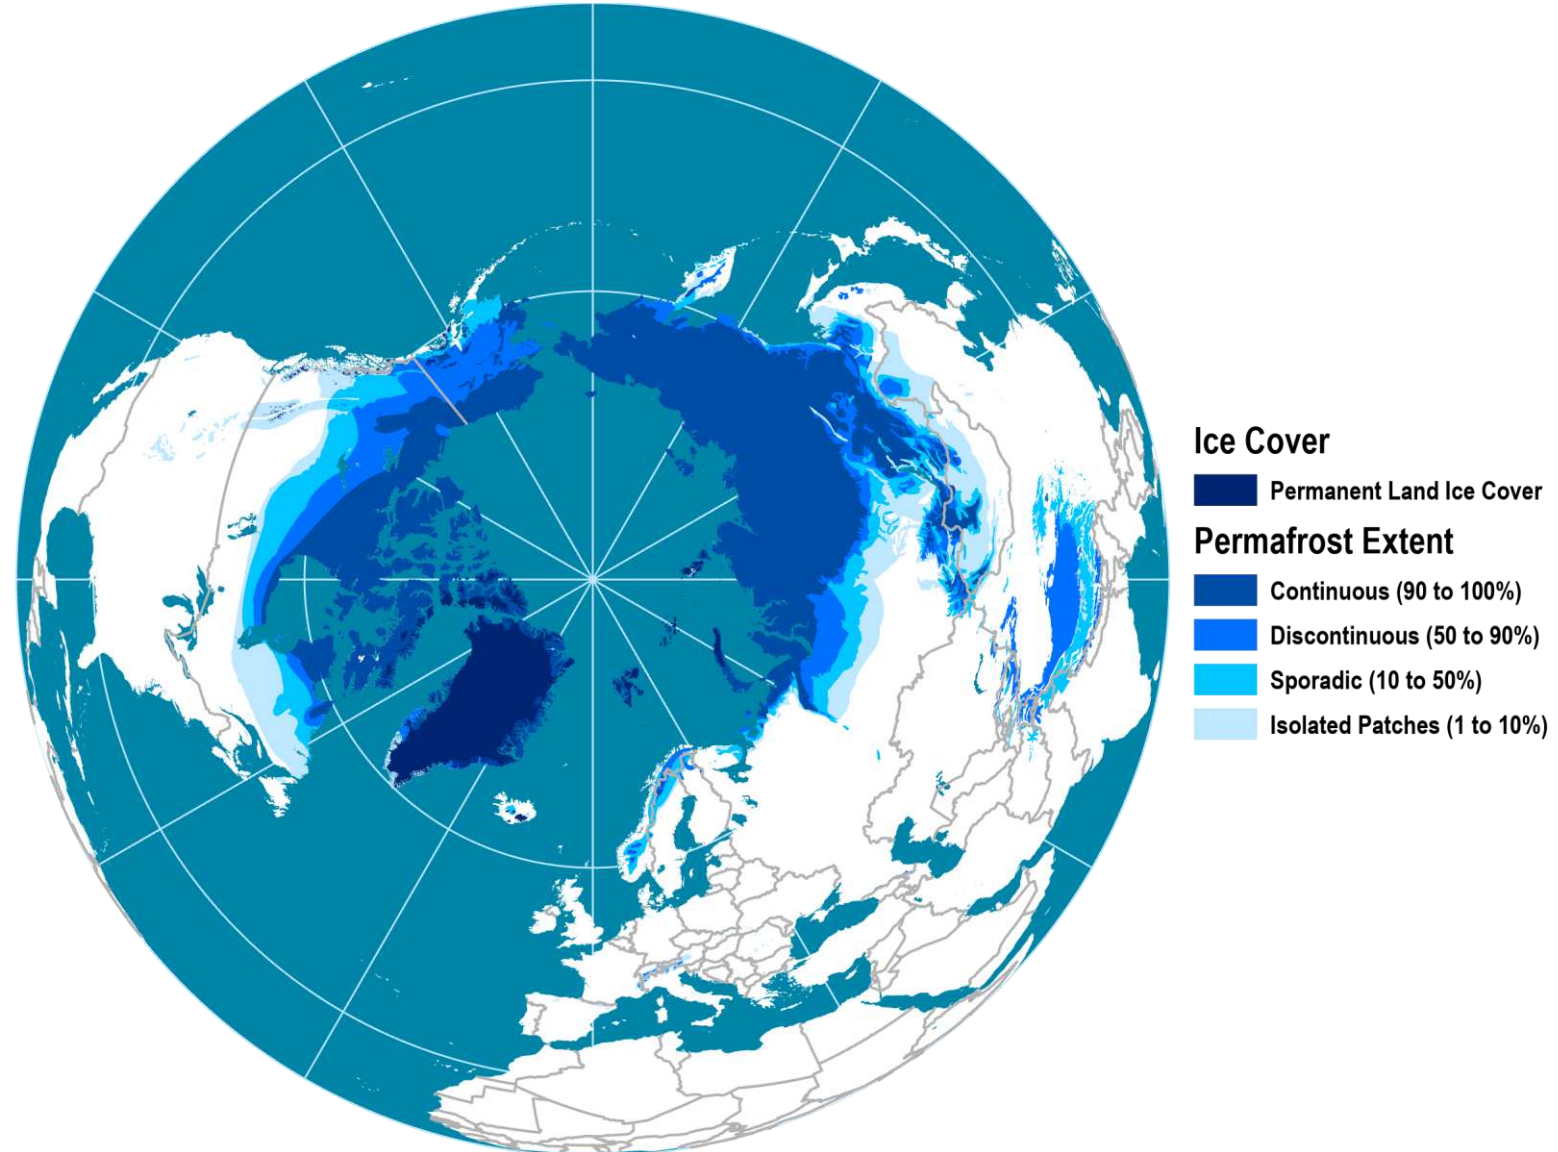 Ice Cover
Permanent Land Ice Cover
Permafrost Extent
Continuous (90 to 100%)
Discontinuous (50 to 90%)
Sporadic (10 to 50%)
Isolated Patches (1 to 10%)